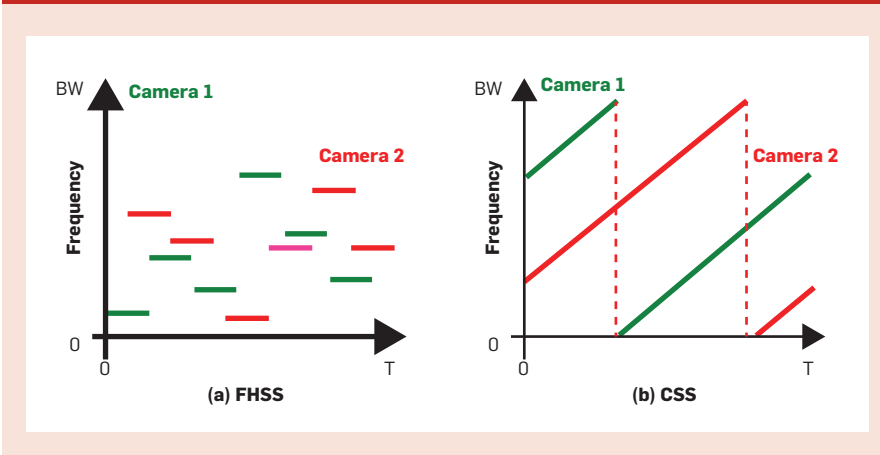 BW
Camera 1
Camera 2
Frequency
0
0
T
(a) FHSS
BW
Camera 1
Camera 2
Frequency
0
0
T
(b) CSS